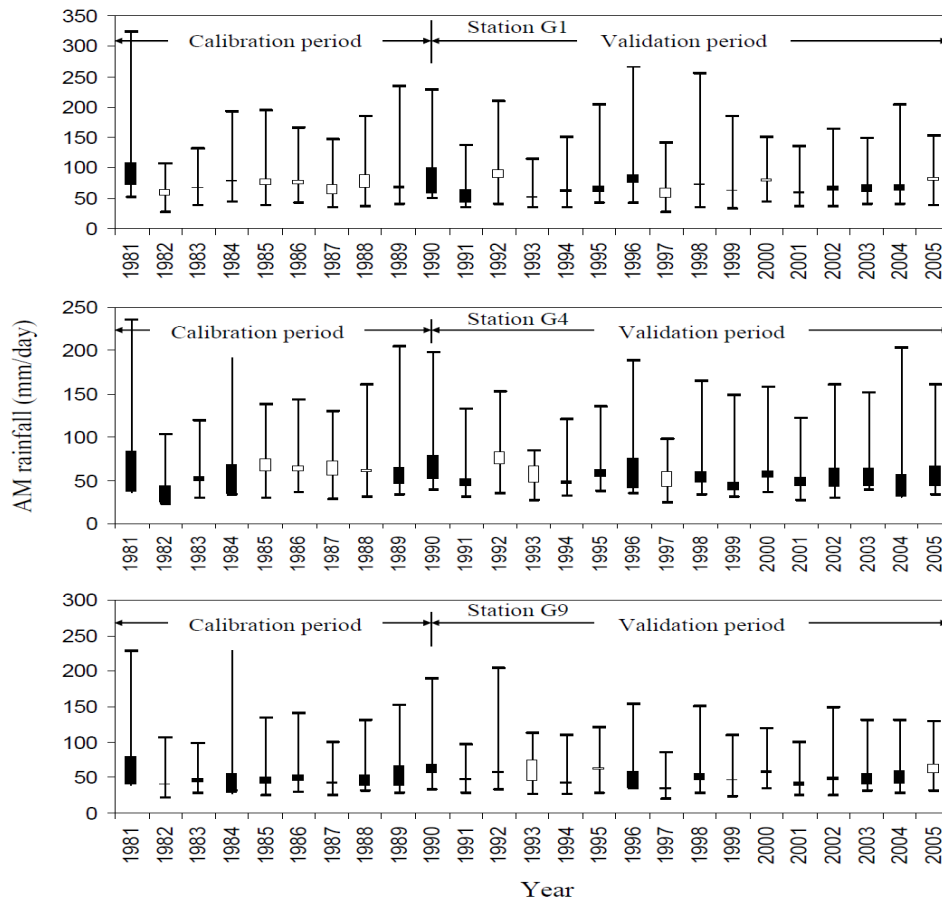 Station G1
Calibration period Validation period
350
300
250
200
150
100
50
0
1981 1982 1983 1984 1985 1986 1987 1988 1989 1990 1991 1992 1993 1994 1995 1996 1997 1998 1999 2000 2001 2002 2003 2004 2005
AM rainfall (mm/day)
Station G4
Calibration period Validation period
250
200
150
100
50
0
1981 1982 1983 1984 1985 1986 1987 1988 1989 1990 1991 1992 1993 1994 1995 1996 1997 1998 1999 2000 2001 2002 2003 2004 2005
Station G9
Calibration period Validation period
300
250
200
150
100
50
0
1981 1982 1983 1984 1985 1986 1987 1988 1989 1990 1991 1992 1993 1994 1995 1996 1997 1998 1999 2000 2001 2002 2003 2004 2005
Year